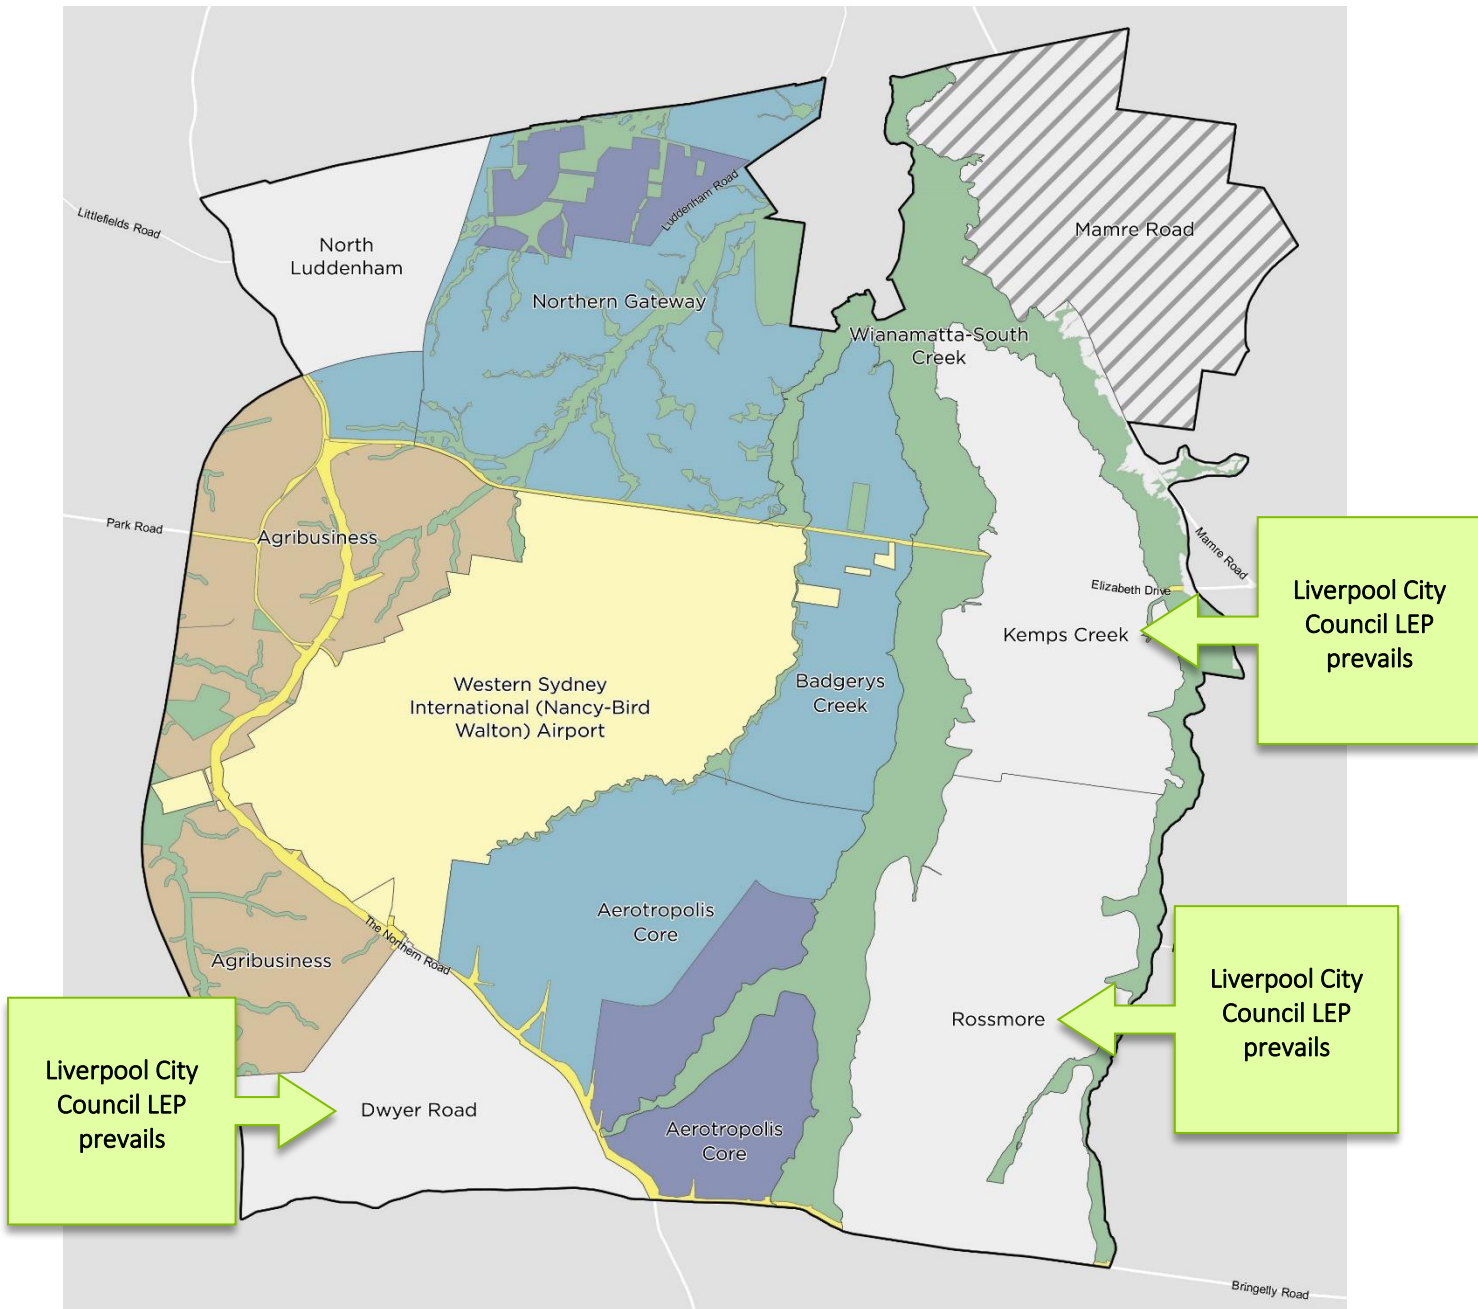 Littlefields Road
North
Luddenham
Luddenham Road
Northern Gateway
Mamre Road
Wianamatta-South
Creek
Park Road
Agribusiness
Mamre Road
Elizabeth Drive
Kemps Creek
Liverpool City
Council LEP
prevails
Western Sydney
International (Nancy-Bird
Walton) Airport
Badgerys
Creek
Aerotropolis
Core
The Northern Road
Agribusiness
Rossmore
Liverpool City
Council LEP
prevails
Liverpool City
Council LEP
prevails
Dwyer Road
Aerotropolis
Core
Bringelly Road